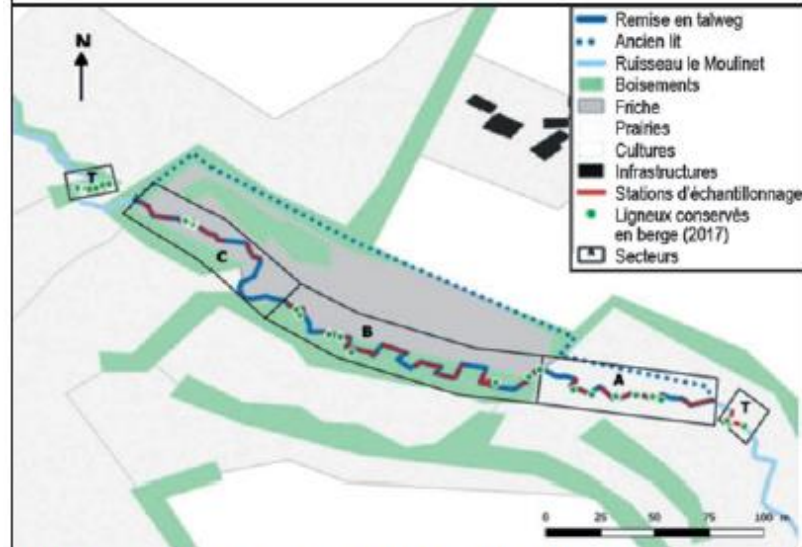 N
Remise en talweg
Ancien lit
Ruisseau le Moulinet
Boisements
Friche
Prairies
Cultures
Infrastructures
Stations d'échantillonnage
Ligneux conservés
en berge (2017)
Secteurs
T
C
B
A
T
0 25 50 75 100 m